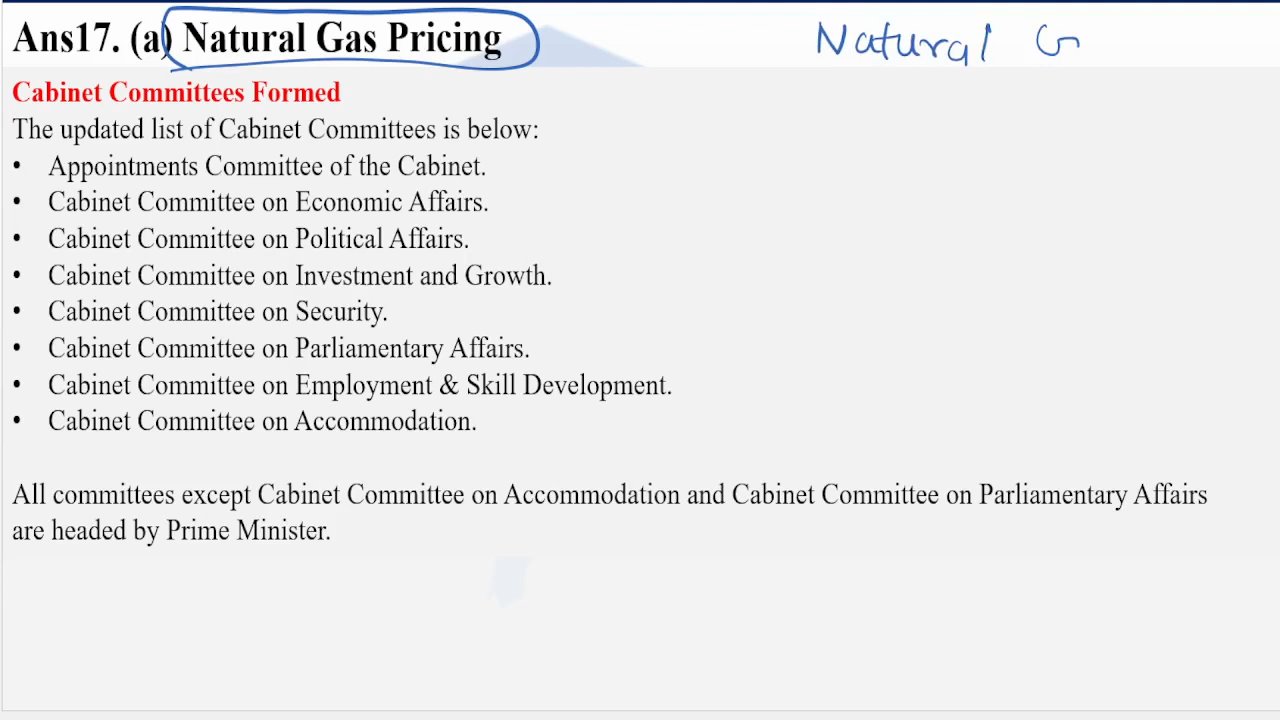 Ans17. (a) Natural Gas Pricing
Natural G
Cabinet Committees Formed
The updated list of Cabinet Committees is below:
• Appointments Committee of the Cabinet.
• Cabinet Committee on Economic Affairs.
• Cabinet Committee on Political Affairs.
• Cabinet Committee on Investment and Growth.
• Cabinet Committee on Security.
• Cabinet Committee on Parliamentary Affairs.
• Cabinet Committee on Employment & Skill Development.
• Cabinet Committee on Accommodation.
All committees except Cabinet Committee on Accommodation and Cabinet Committee on Parliamentary Affairs
are headed by Prime Minister.